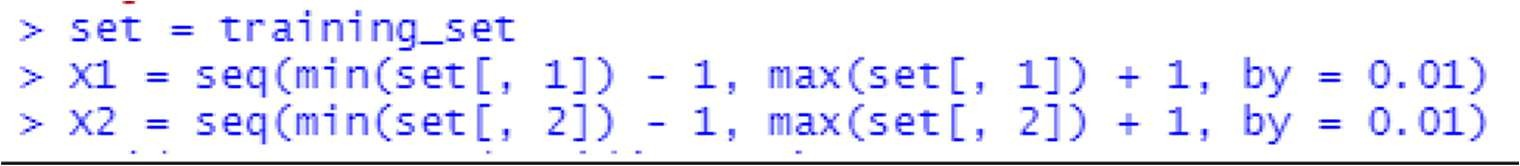 > set = training_set
> X1 = seq(min(set[, 1]) - 1, max(set[, 1]) + 1, by = 0.01)
> X2 = seq(min(set[, 2]) - 1, max(set[, 2]) + 1, by = 0.01)